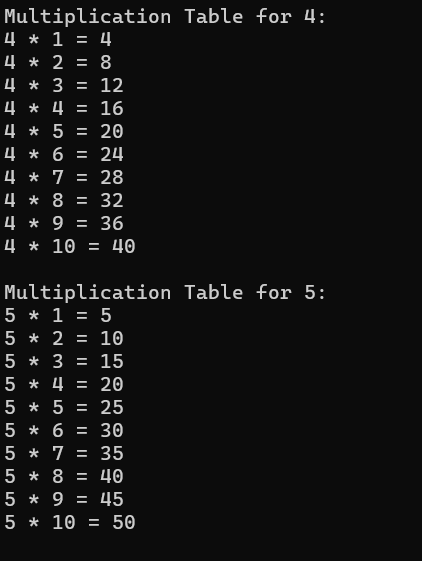 Multiplication Table for 4:
4 * 1 = 4
4 * 2 = 8
4 * 3 = 12
4 * 4 = 16
4 * 5 = 20
4 * 6 = 24
4 * 7 = 28
4 * 8 = 32
4 * 9 = 36
4 * 10 = 40
Multiplication Table for 5:
5 * 1 = 5
5 * 2 = 10
5 * 3 = 15
5 * 4 = 20
5 * 5 = 25
5 * 6 = 30
5 * 7 = 35
5 * 8 = 40
5 * 9 = 45
5 * 10 = 50